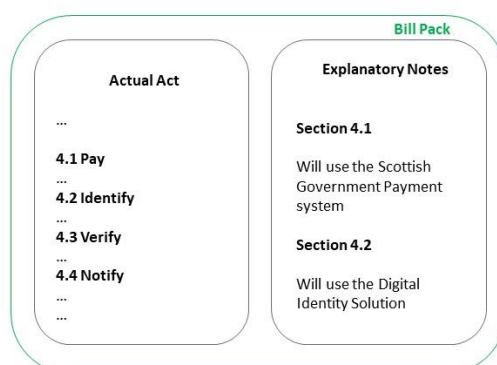 Bill Pack
Actual Act
...
4.1 Pay
...
4.2 Identify
...
4.3 Verify
...
4.4 Notify
...
...
Explanatory Notes
Section 4.1
Will use the Scottish
Government Payment
system
Section 4.2
Will use the Digital
Identity Solution